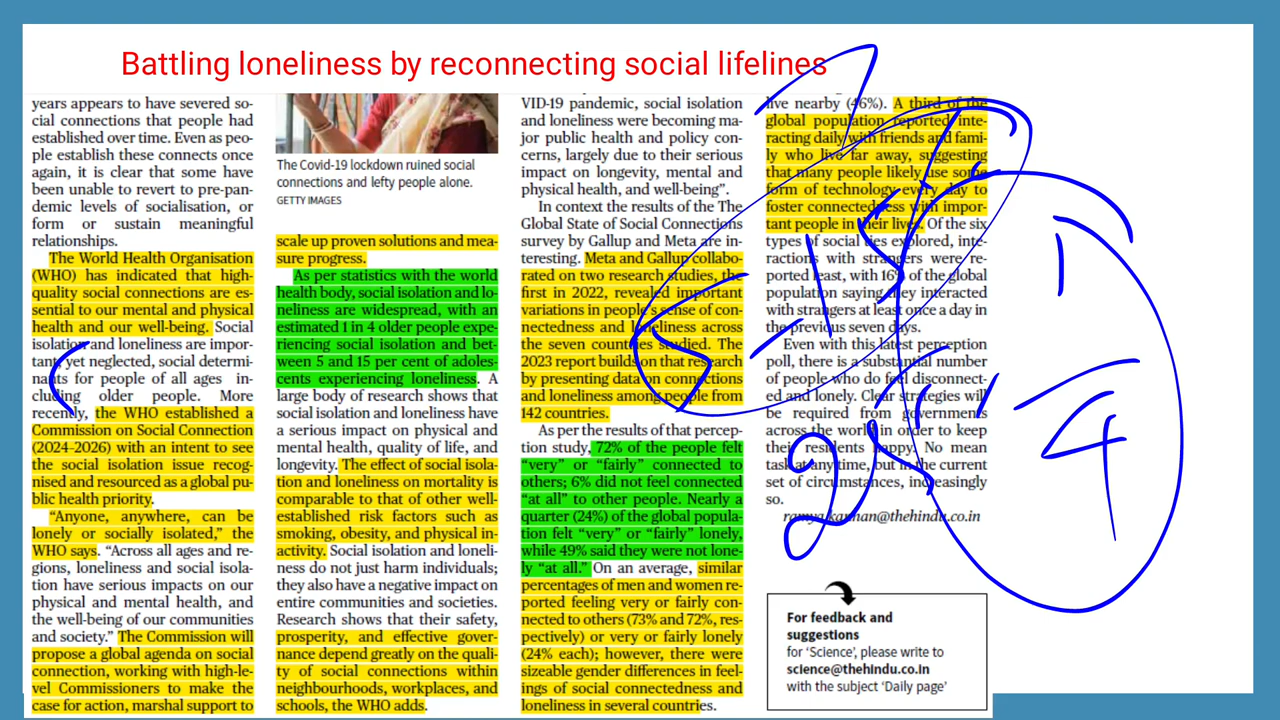 Battling loneliness by reconnecting social lifelines
years appears to have severed so-
cial connections that people had
established over time. Even as peo-
ple establish these connects once
again, it is clear that some have
been unable to revert to pre-pan-
demic levels of socialisation, or
form or sustain meaningful
relationships.
The World Health Organisation
(WHO) has indicated that high-
quality social connections are es-
sential to our mental and physical
health and our well-being. Social
isolation and loneliness are impor-
tant, yet neglected, social determi-
nants for people of all ages in-
cluding older people. More
recently, the WHO established a
Commission on Social Connection
(2024-2026) with an intent to see
the social isolation issue recog-
nised and resourced as a global pu-
blic health priority.
"Anyone, anywhere, can be
lonely or socially isolated," the
WHO says. "Across all ages and re-
gions, loneliness and social isola-
tion have serious impacts on our
physical and mental health, and
the well-being of our communities
and society." The Commission will
propose a global agenda on social
connection, working with high-le-
vel Commissioners to make the
case for action, marshal support to
The Covid-19 lockdown ruined social
connections and lefty people alone.
GETTY IMAGES
scale up proven solutions and mea-
sure progress.
As per statistics with the world
health body, social isolation and lo-
neliness are widespread, with an
estimated 1 in 4 older people expe-
riencing social isolation and bet-
ween 5 and 15 per cent of adoles-
cents experiencing loneliness. A
large body of research shows that
social isolation and loneliness have
a serious impact on physical and
mental health, quality of life, and
longevity. The effect of social isola-
tion and loneliness on mortality is
comparable to that of other well-
established risk factors such as
smoking, obesity, and physical in-
activity. Social isolation and loneli-
ness do not just harm individuals;
they also have a negative impact on
entire communities and societies.
Research shows that their safety,
prosperity, and effective gover-
nance depend greatly on the quali-
ty of social connections within
neighbourhoods, workplaces, and
schools, the WHO adds.
VID-19 pandemic, social isolation
and loneliness were becoming ma-
jor public health and policy con-
cerns, largely due to their serious
impact on longevity, mental and
physical health, and well-being".
In context the results of the The
Global State of Social Connections
survey by Gallup and Meta are in-
teresting. Meta and Gallup collabo-
rated on two research studies, the
first in 2022, revealed important
variations in people's sense of con-
nectedness and loneliness across
the seven countries studied. The
2023 report builds on that research
by presenting data on connections
and loneliness among people from
142 countries.
As per the results of that percep-
tion study, 72% of the people felt
"very" or "fairly" connected to
others; 6% did not feel connected
"at all" to other people. Nearly a
quarter (24%) of the global popula-
tion felt "very" or "fairly" lonely,
while 49% said they were not lone-
ly "at all." On an average, similar
percentages of men and women re-
ported feeling very or fairly con-
nected to others (73% and 72%, res-
pectively) or very or fairly lonely
(24% each); however, there were
sizeable gender differences in feel-
ings of social connectedness and
loneliness in several countries.
live nearby (46%). A third of the
global population reported inte-
racting daily with friends and fami-
ly who live far away, suggesting
that many people likely use some
form of technology every day to
foster connectedness with impor-
tant people in their lives. Of the six
types of social ties explored, inte-
ractions with strangers were re-
ported least, with 16% of the global
population saying they interacted
with strangers at least once a day in
the previous seven days.
Even with this latest perception
poll, there is a substantial number
of people who do feel disconnect-
ed and lonely. Clear strategies will
be required from governments
across the world in order to keep
their residents happy. No mean
task at any time, but in the current
set of circumstances, increasingly
so.
ramya.kannan@thehindu.co.in
For feedback and
suggestions
for 'Science', please write to
science@thehindu.co.in
with the subject 'Daily page'
1
4